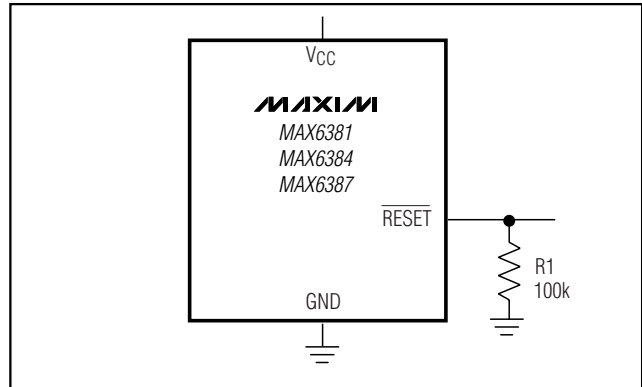 VCC
MAXIM
MAX6381
MAX6384
MAX6387
RESET
R1
100k
GND